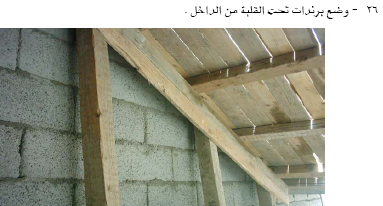 ٢٦ - وضع برندات تحت القلبة من الداخل .